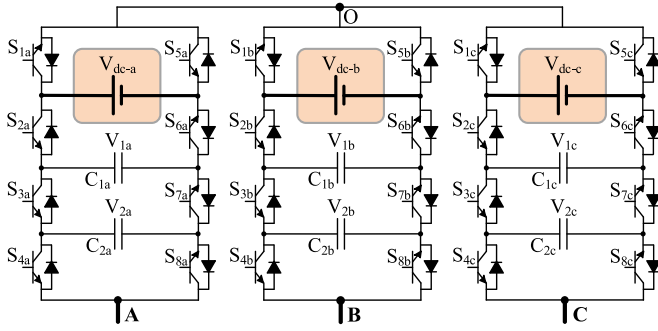 O
S1a
Vdc-a
S5a
S1b
Vdc-b
S5b
S1c
Vdc-c
S5c
S2a
V1a
S6a
S2b
V1b
S6b
S2c
V1c
S6c
C1a
C1b
C1c
S3a
V2a
S7a
S3b
V2b
S7b
S3c
V2c
S7c
C2a
C2b
C2c
S4a
S8a
S4b
S8b
S4c
S8c
A
B
C